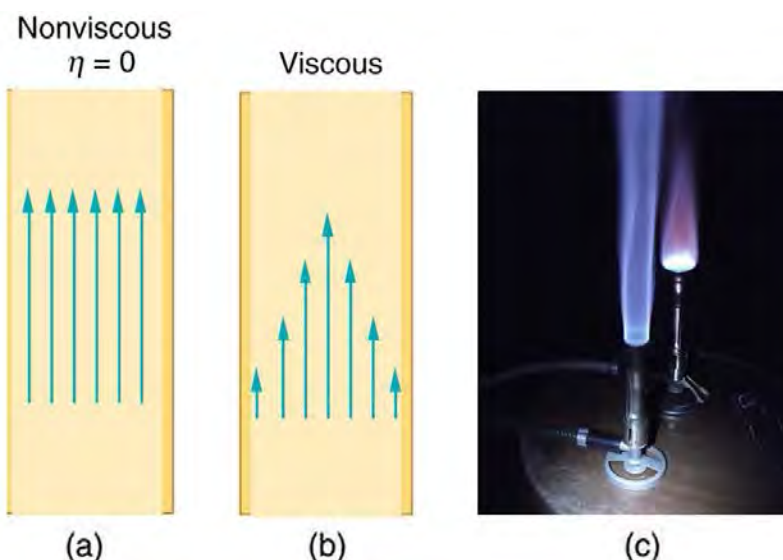 Nonviscous
η = 0
Viscous
(a)
(b)
(c)